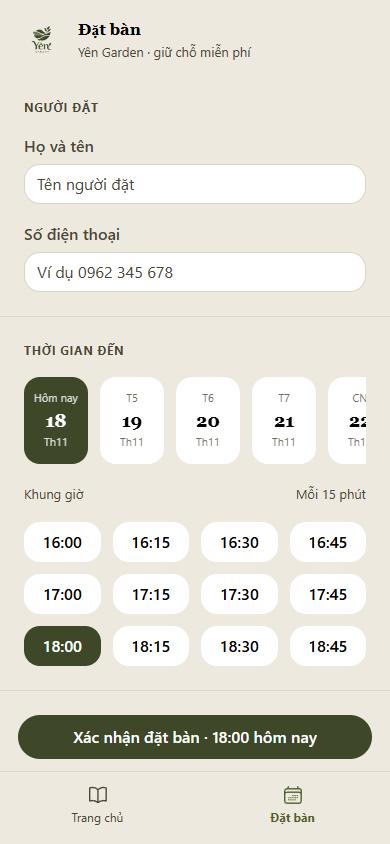 Yên
Đặt bàn
Yên Garden · giữ chỗ miễn phí
NGƯỜI ĐẶT
Họ và tên
Tên người đặt
Số điện thoại
Ví dụ 0962 345 678
THỜI GIAN ĐẾN
Hôm nay T5 T6 T7 CN
18 19 20 21 22
Th11 Th11 Th11 Th11 Th1
Khung giờ Mỗi 15 phút
16:00 16:15 16:30 16:45
17:00 17:15 17:30 17:45
18:00 18:15 18:30 18:45
Xác nhận đặt bàn · 18:00 hôm nay
Trang chủ Đặt bàn